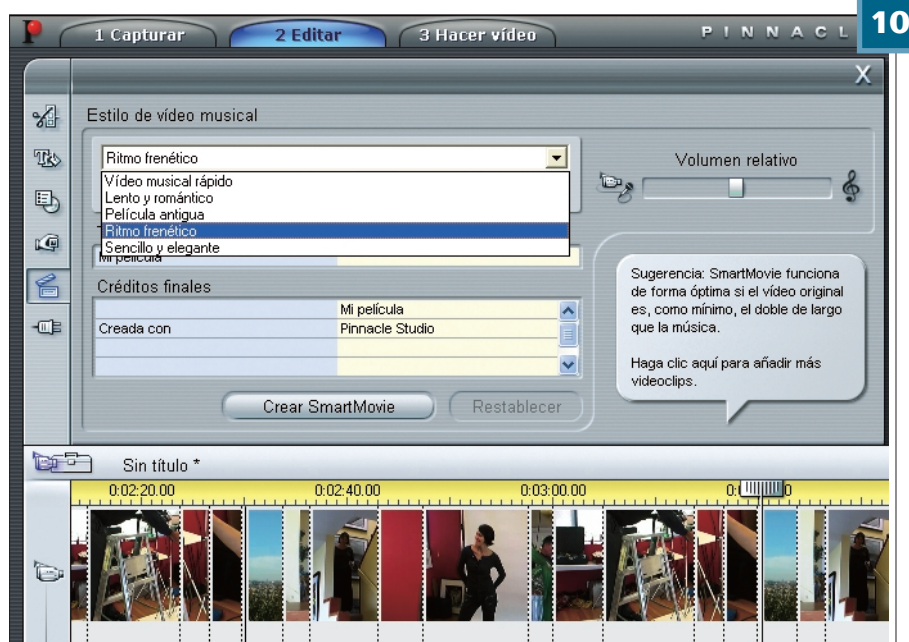 10
1 Capturar 2 Editar 3 Hacer vídeo PINNACL
X
Estilo de vídeo musical
Ritmo frenético
Vídeo musical rápido
Lento y romántico
Película antigua
Ritmo frenético
Sencillo y elegante
Volumen relativo
Mi película
Créditos finales
Mi película
Creada con Pinnacle Studio
Crear SmartMovie Restablecer
Sugerencia: SmartMovie funciona
de forma óptima si el vídeo original
es, como mínimo, el doble de largo
que la música.
Haga clic aquí para añadir más
videoclips.
Sin título *
0:02:20.00 0:02:40.00 0:03:00.00